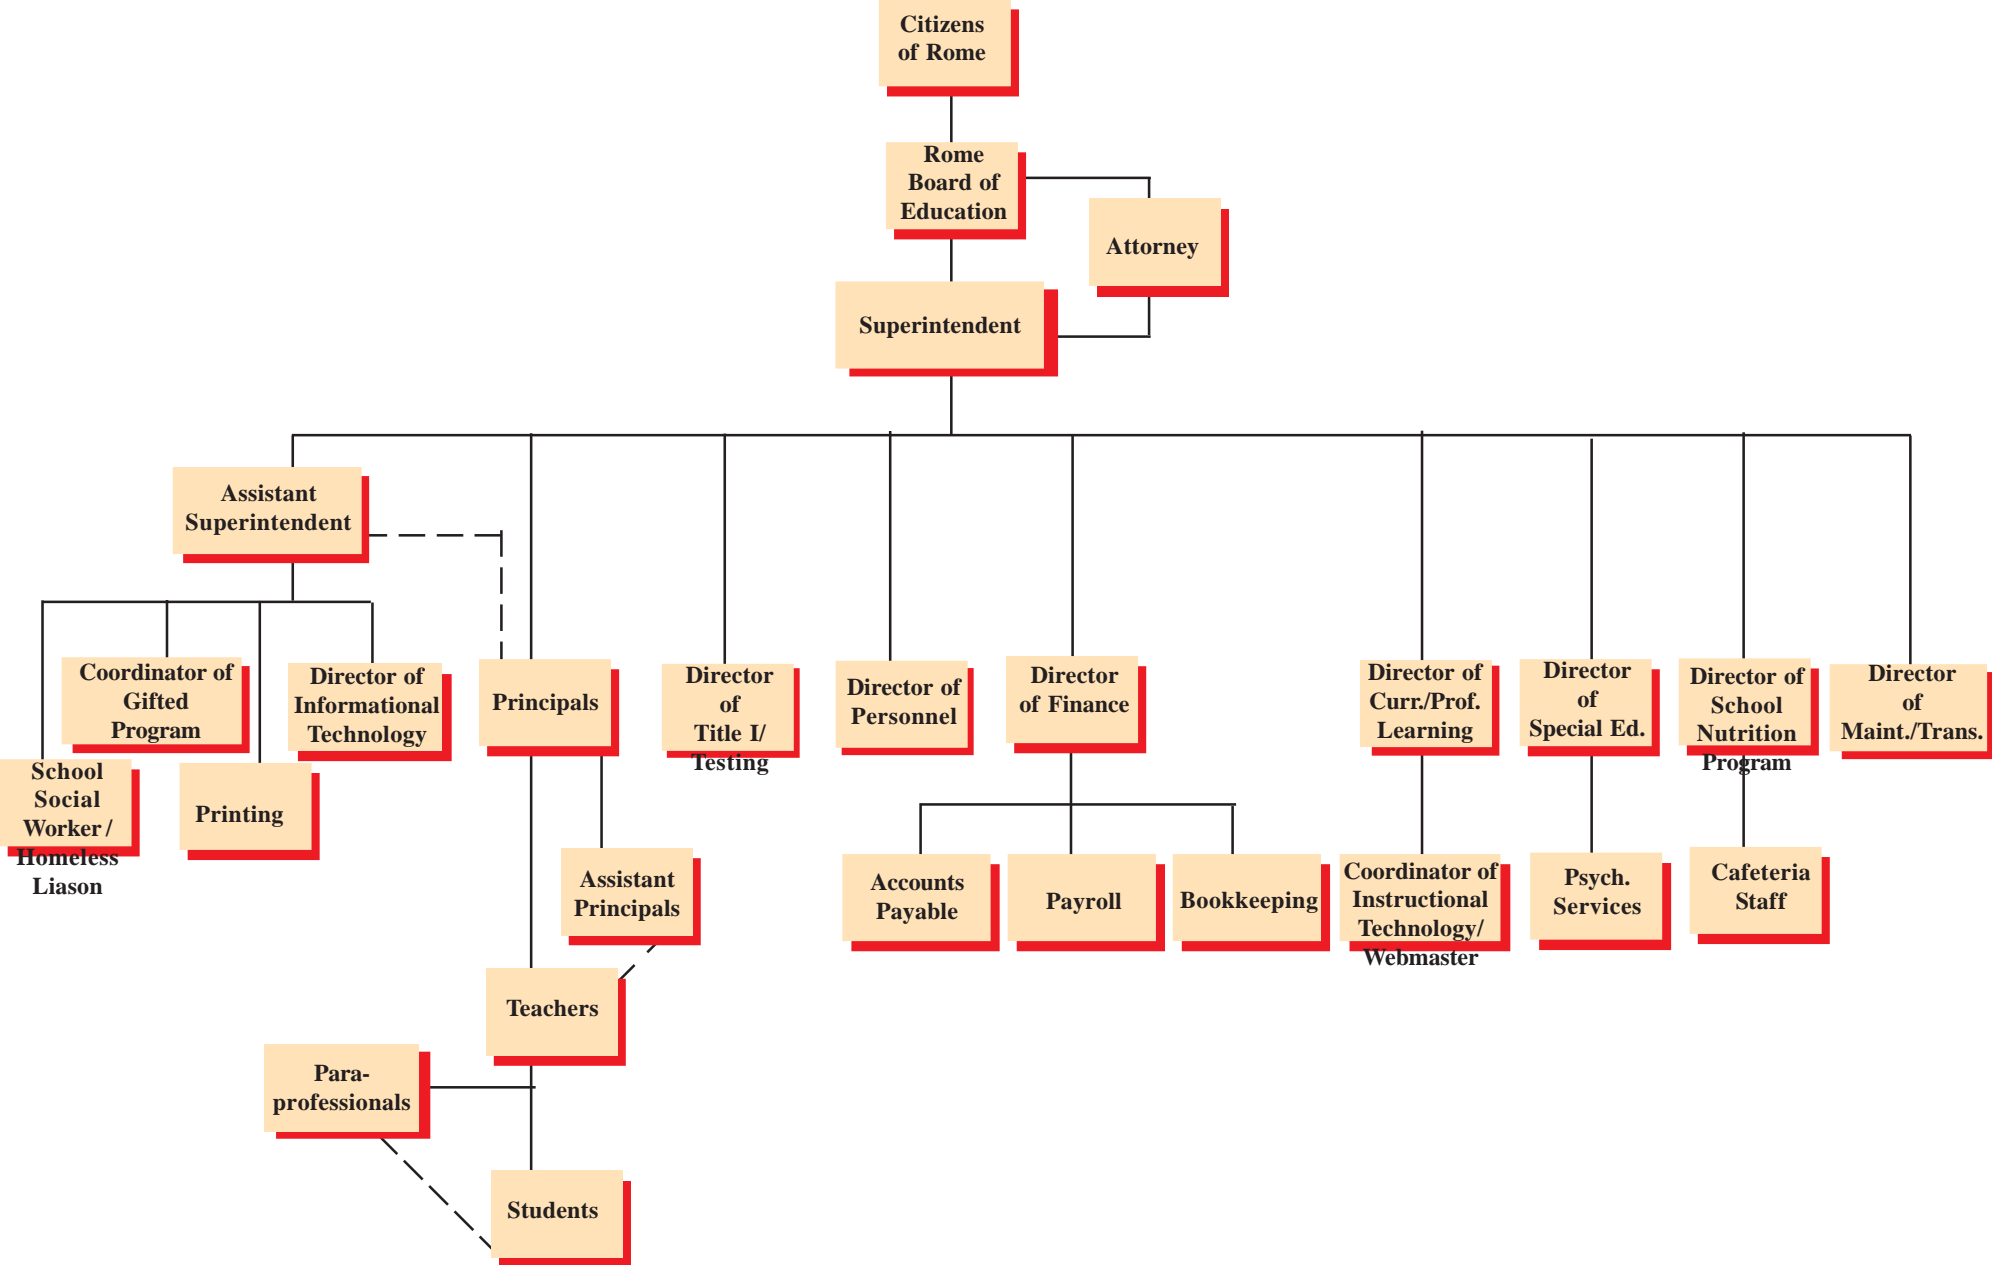 Citizens
of Rome
Rome
Board of
Education
Attorney
Superintendent
Assistant
Superintendent
Coordinator of
Gifted
Program
Director of
Informational
Technology
Principals
Director
of
Title I/
Testing
Director of
Personnel
Director
of Finance
Director of
Curr./Prof.
Learning
Director
of
Special Ed.
Director of
School
Nutrition
Program
Director
of
Maint./Trans.
School
Social
Worker /
Homeless
Liason
Printing
Assistant
Principals
Accounts
Payable
Payroll
Bookkeeping
Coordinator of
Instructional
Technology/
Webmaster
Psych.
Services
Cafeteria
Staff
Teachers
Para-
professionals
Students